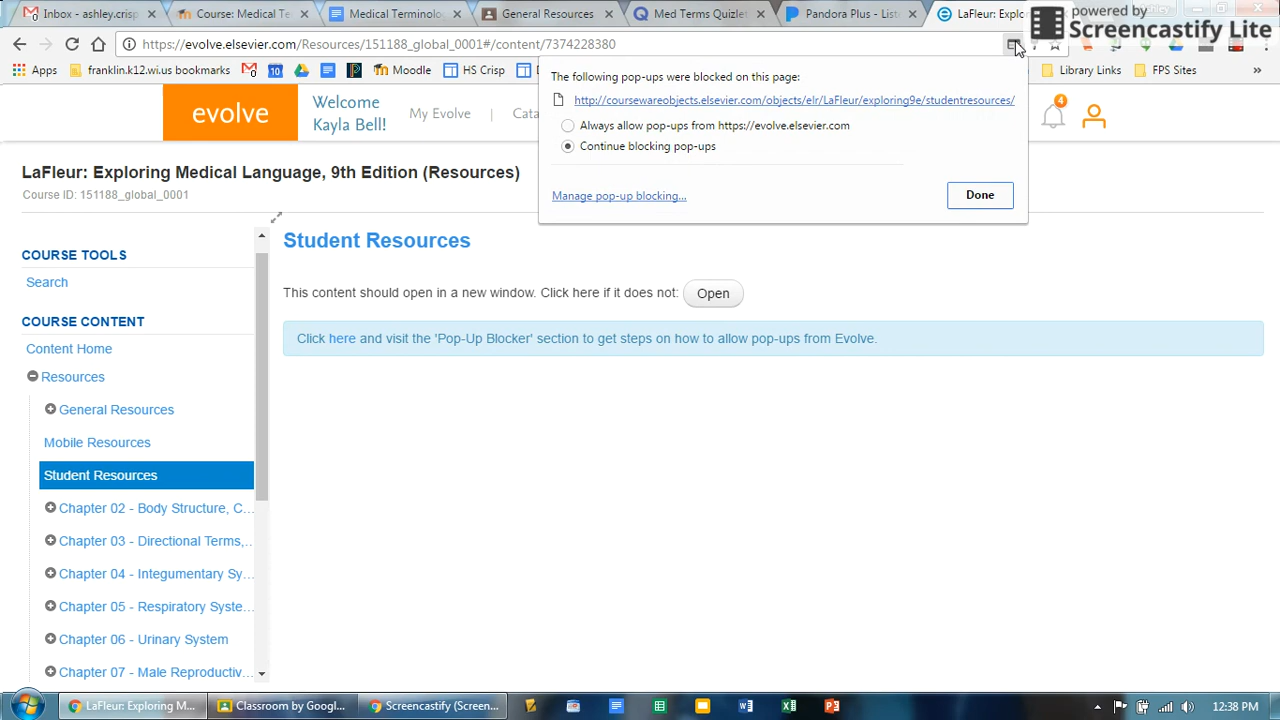 Inbox - ashley.crisp
Course: Medical Te
Medical Terminolog
General Resources
Med Terms Quizlet
Pandora Plus - List
LaFleur: Explo
powered by
Screencastify Lite
https://evolve.elsevier.com/Resources/151188_global_0001#/content/7374228380
Apps
franklin.k12.wi.us bookmarks
Moodle
HS Crisp
Library Links
FPS Sites
»
The following pop-ups were blocked on this page:
http://coursewareobjects.elsevier.com/objects/elr/LaFleur/exploring9e/studentresources/
Always allow pop-ups from https://evolve.elsevier.com
Continue blocking pop-ups
Manage pop-up blocking...
Done
evolve
Welcome
Kayla Bell!
My Evolve
Cata
4
LaFleur: Exploring Medical Language, 9th Edition (Resources)
Course ID: 151188_global_0001
COURSE TOOLS
Search
COURSE CONTENT
Content Home
Resources
General Resources
Mobile Resources
Student Resources
Chapter 02 - Body Structure, C...
Chapter 03 - Directional Terms,...
Chapter 04 - Integumentary Sy...
Chapter 05 - Respiratory Syste...
Chapter 06 - Urinary System
Chapter 07 - Male Reproductiv...
Student Resources
This content should open in a new window. Click here if it does not: Open
Click here and visit the 'Pop-Up Blocker' section to get steps on how to allow pop-ups from Evolve.
LaFleur: Exploring M...
Classroom by Googl...
Screencastify (Screen...
12:38 PM